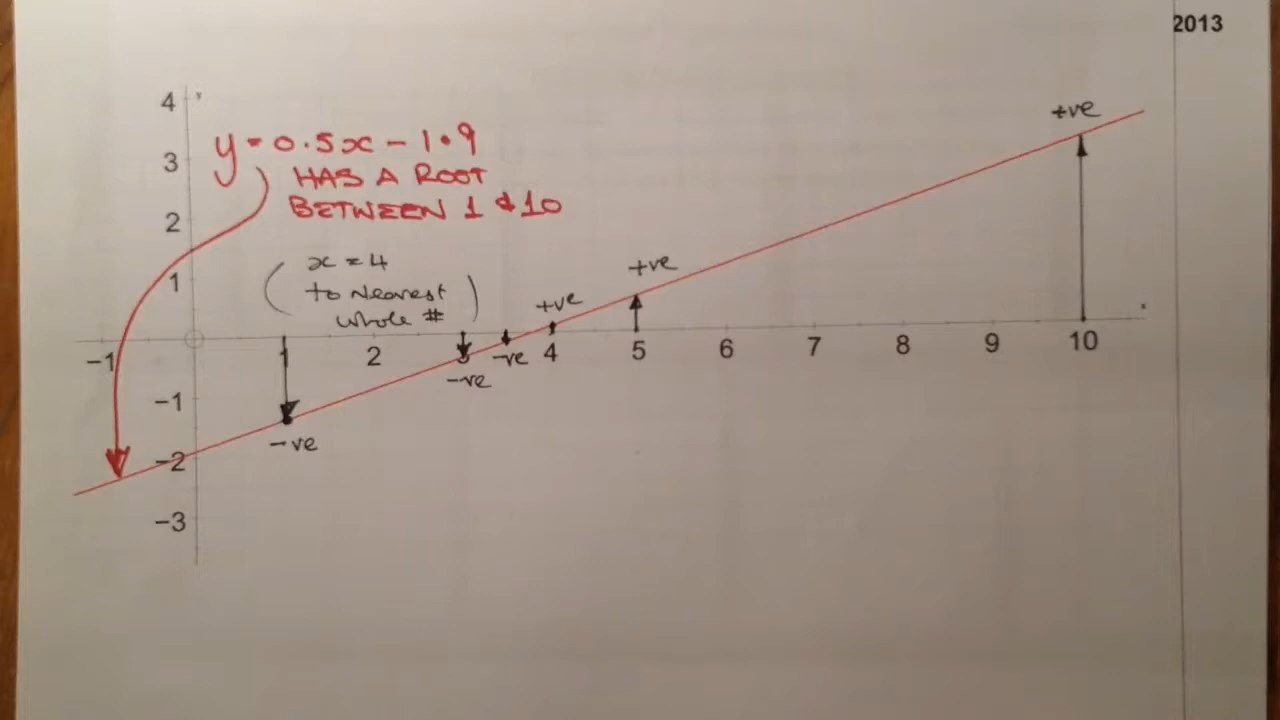 2013
4
y
y = 0.5x - 1.9
3
HAS A ROOT
BETWEEN 1 & 10
2
+ve
+ve
( x = 4
to nearest
whole # )
1
+ve
-1 1 2 3 -ve 4 5 6 7 8 9 10
-ve
-1
-ve
-2
-3